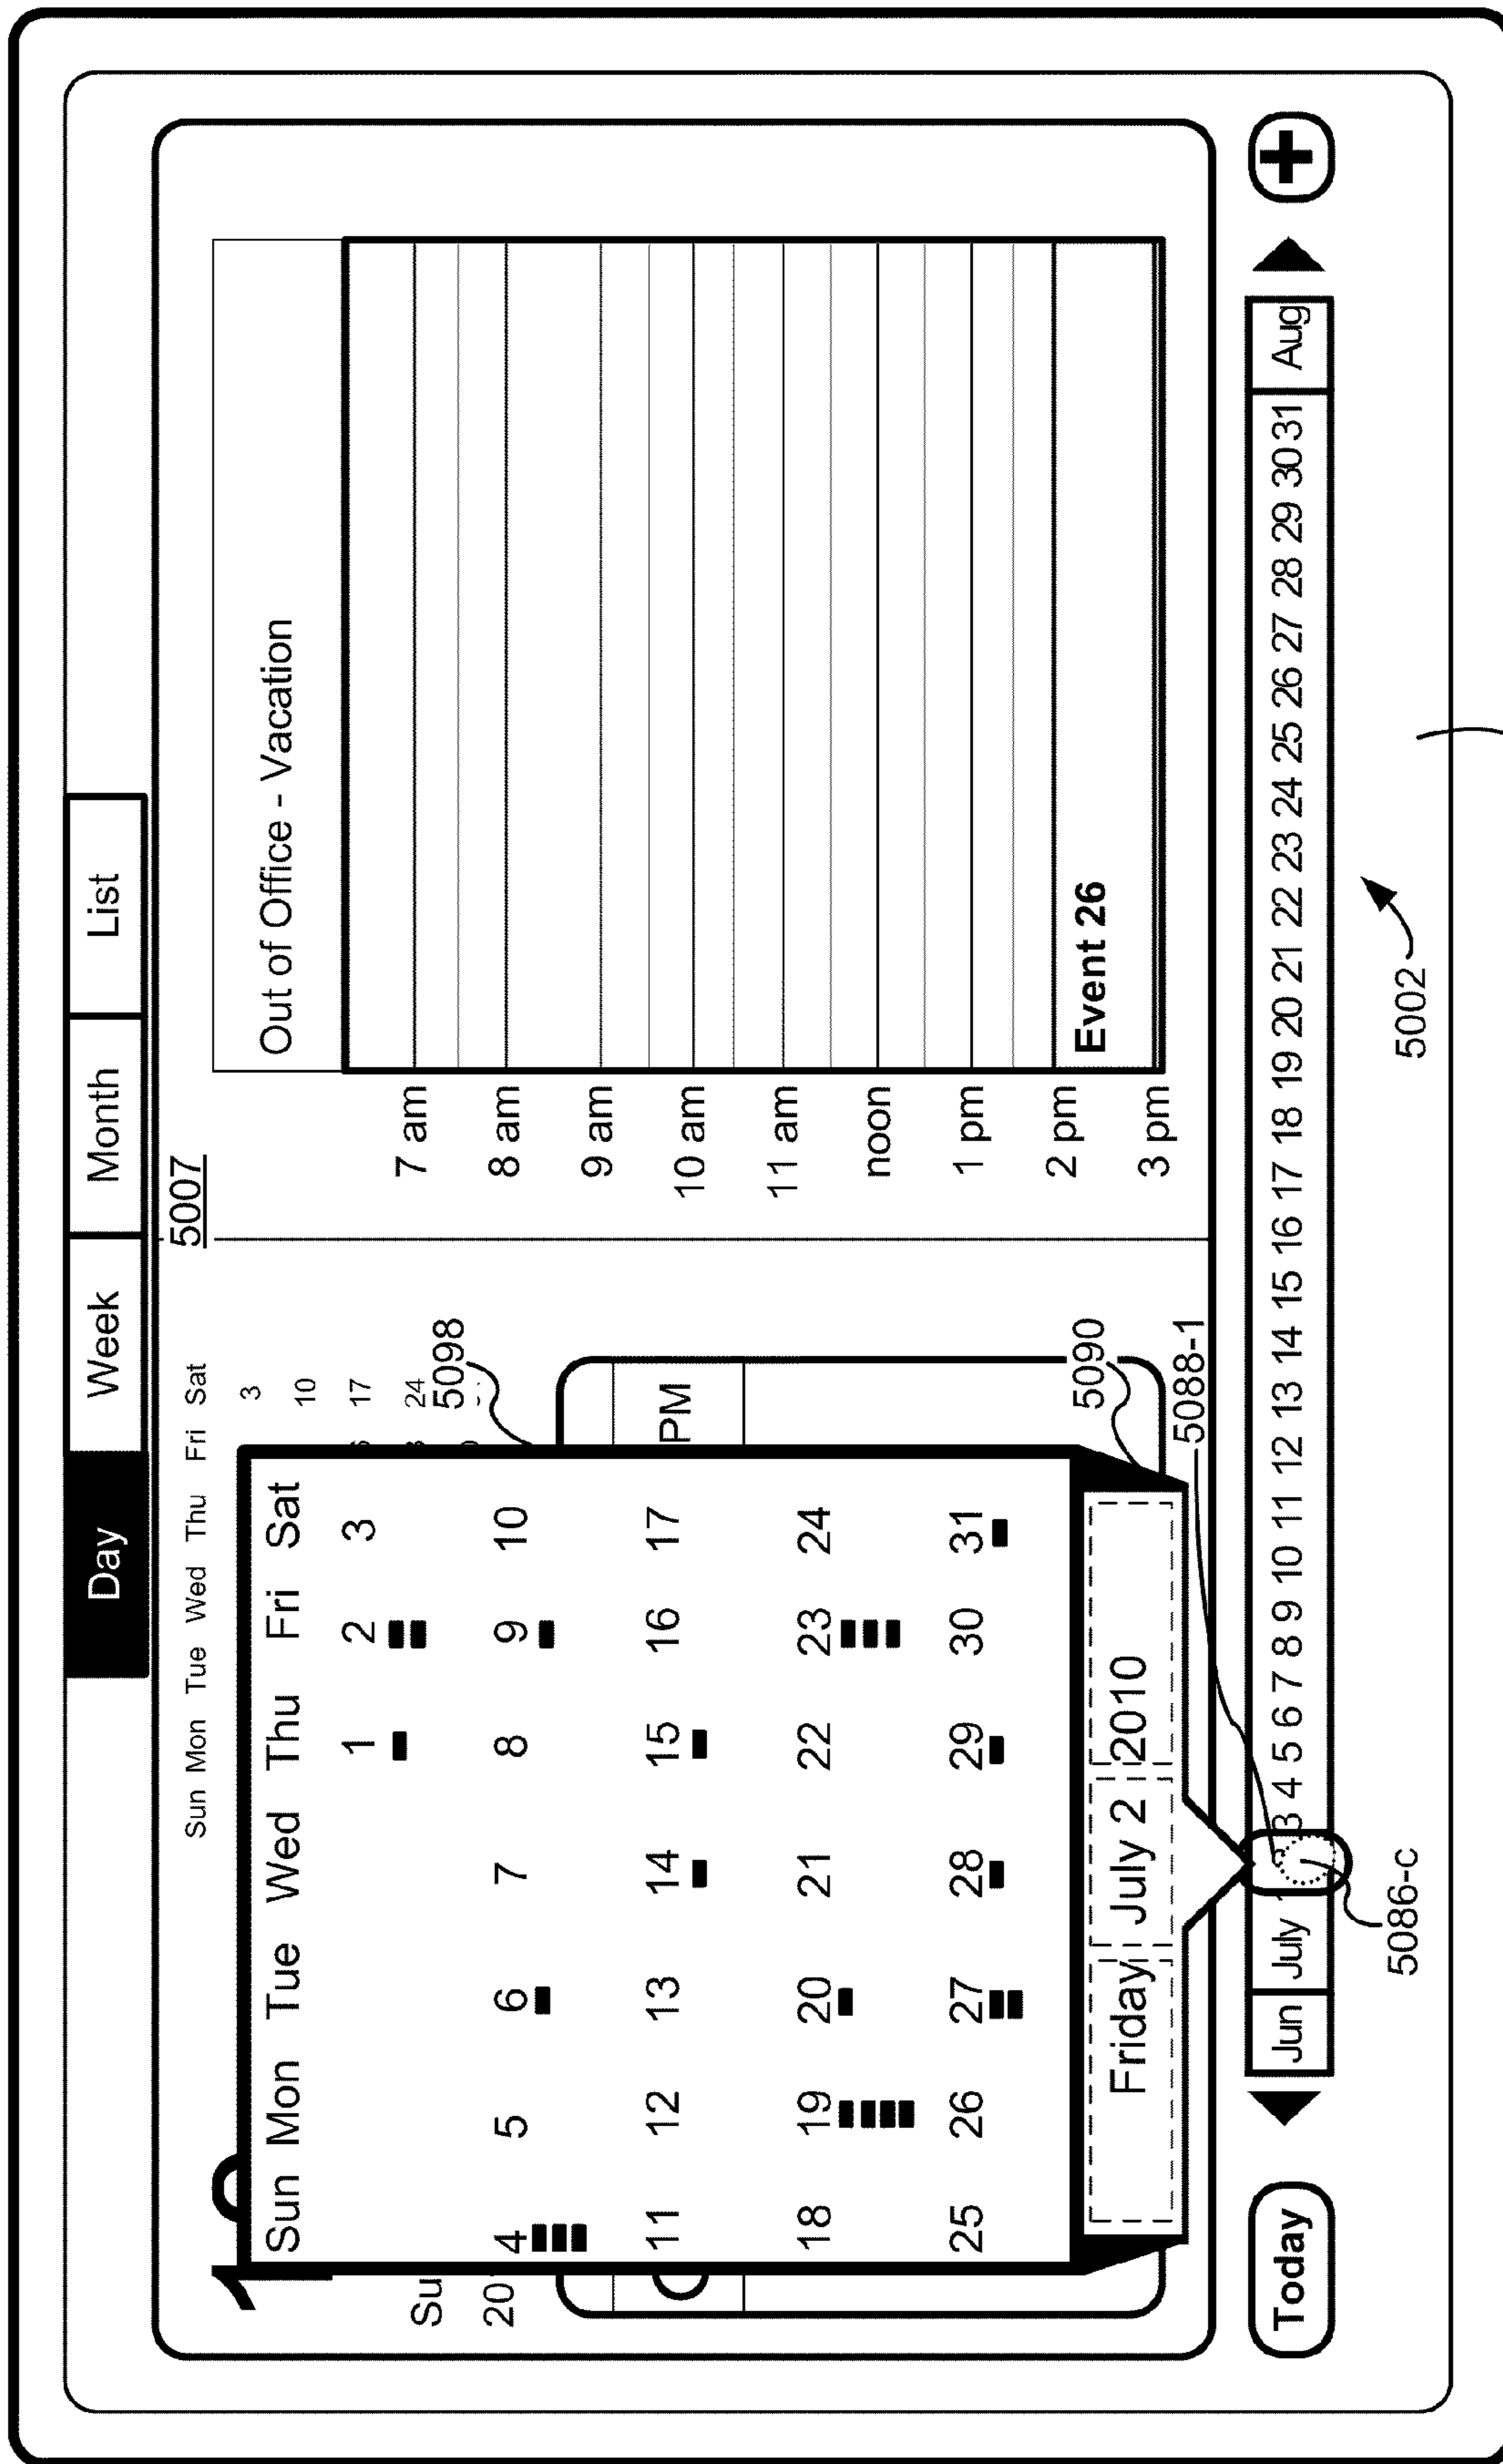 Day Week Month List
5007
Sun Mon Tue Wed Thu Fri Sat
3
10
17
24
5098
Out of Office - Vacation
7 am
8 am
9 am
10 am
11 am
noon
1 pm
2 pm
3 pm
Event 26
Su
20
PM
Sun Mon Tue Wed Thu Fri Sat
1 2 3
4 5 6 7 8 9 10
11 12 13 14 15 16 17
18 19 20 21 22 23 24
25 26 27 28 29 30 31
5090
Friday July 2 2010
5088-1
Today Jun July 3 4 5 6 7 8 9 10 11 12 13 14 15 16 17 18 19 20 21 22 23 24 25 26 27 28 29 30 31 Aug +
5086-c
5002